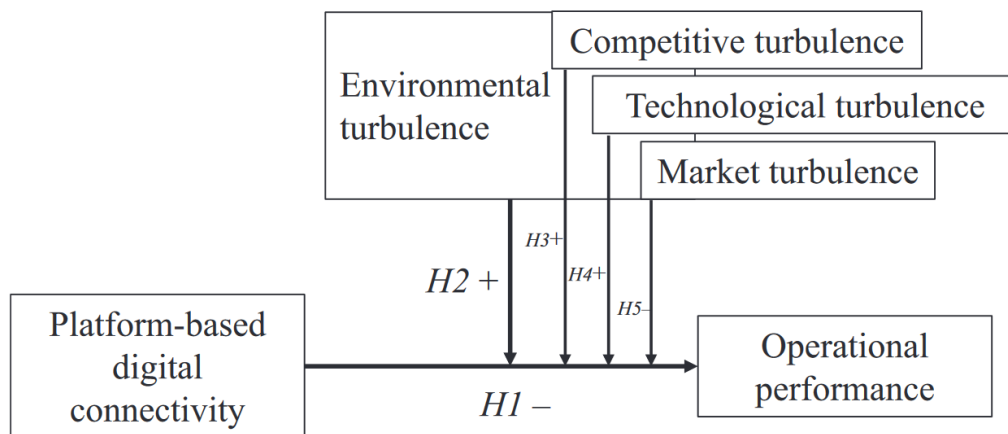 Competitive turbulence
Environmental
turbulence
Technological turbulence
Market turbulence
H3+
H2 +
H4+
H5–
Platform-based
digital
connectivity
Operational
performance
H1 –